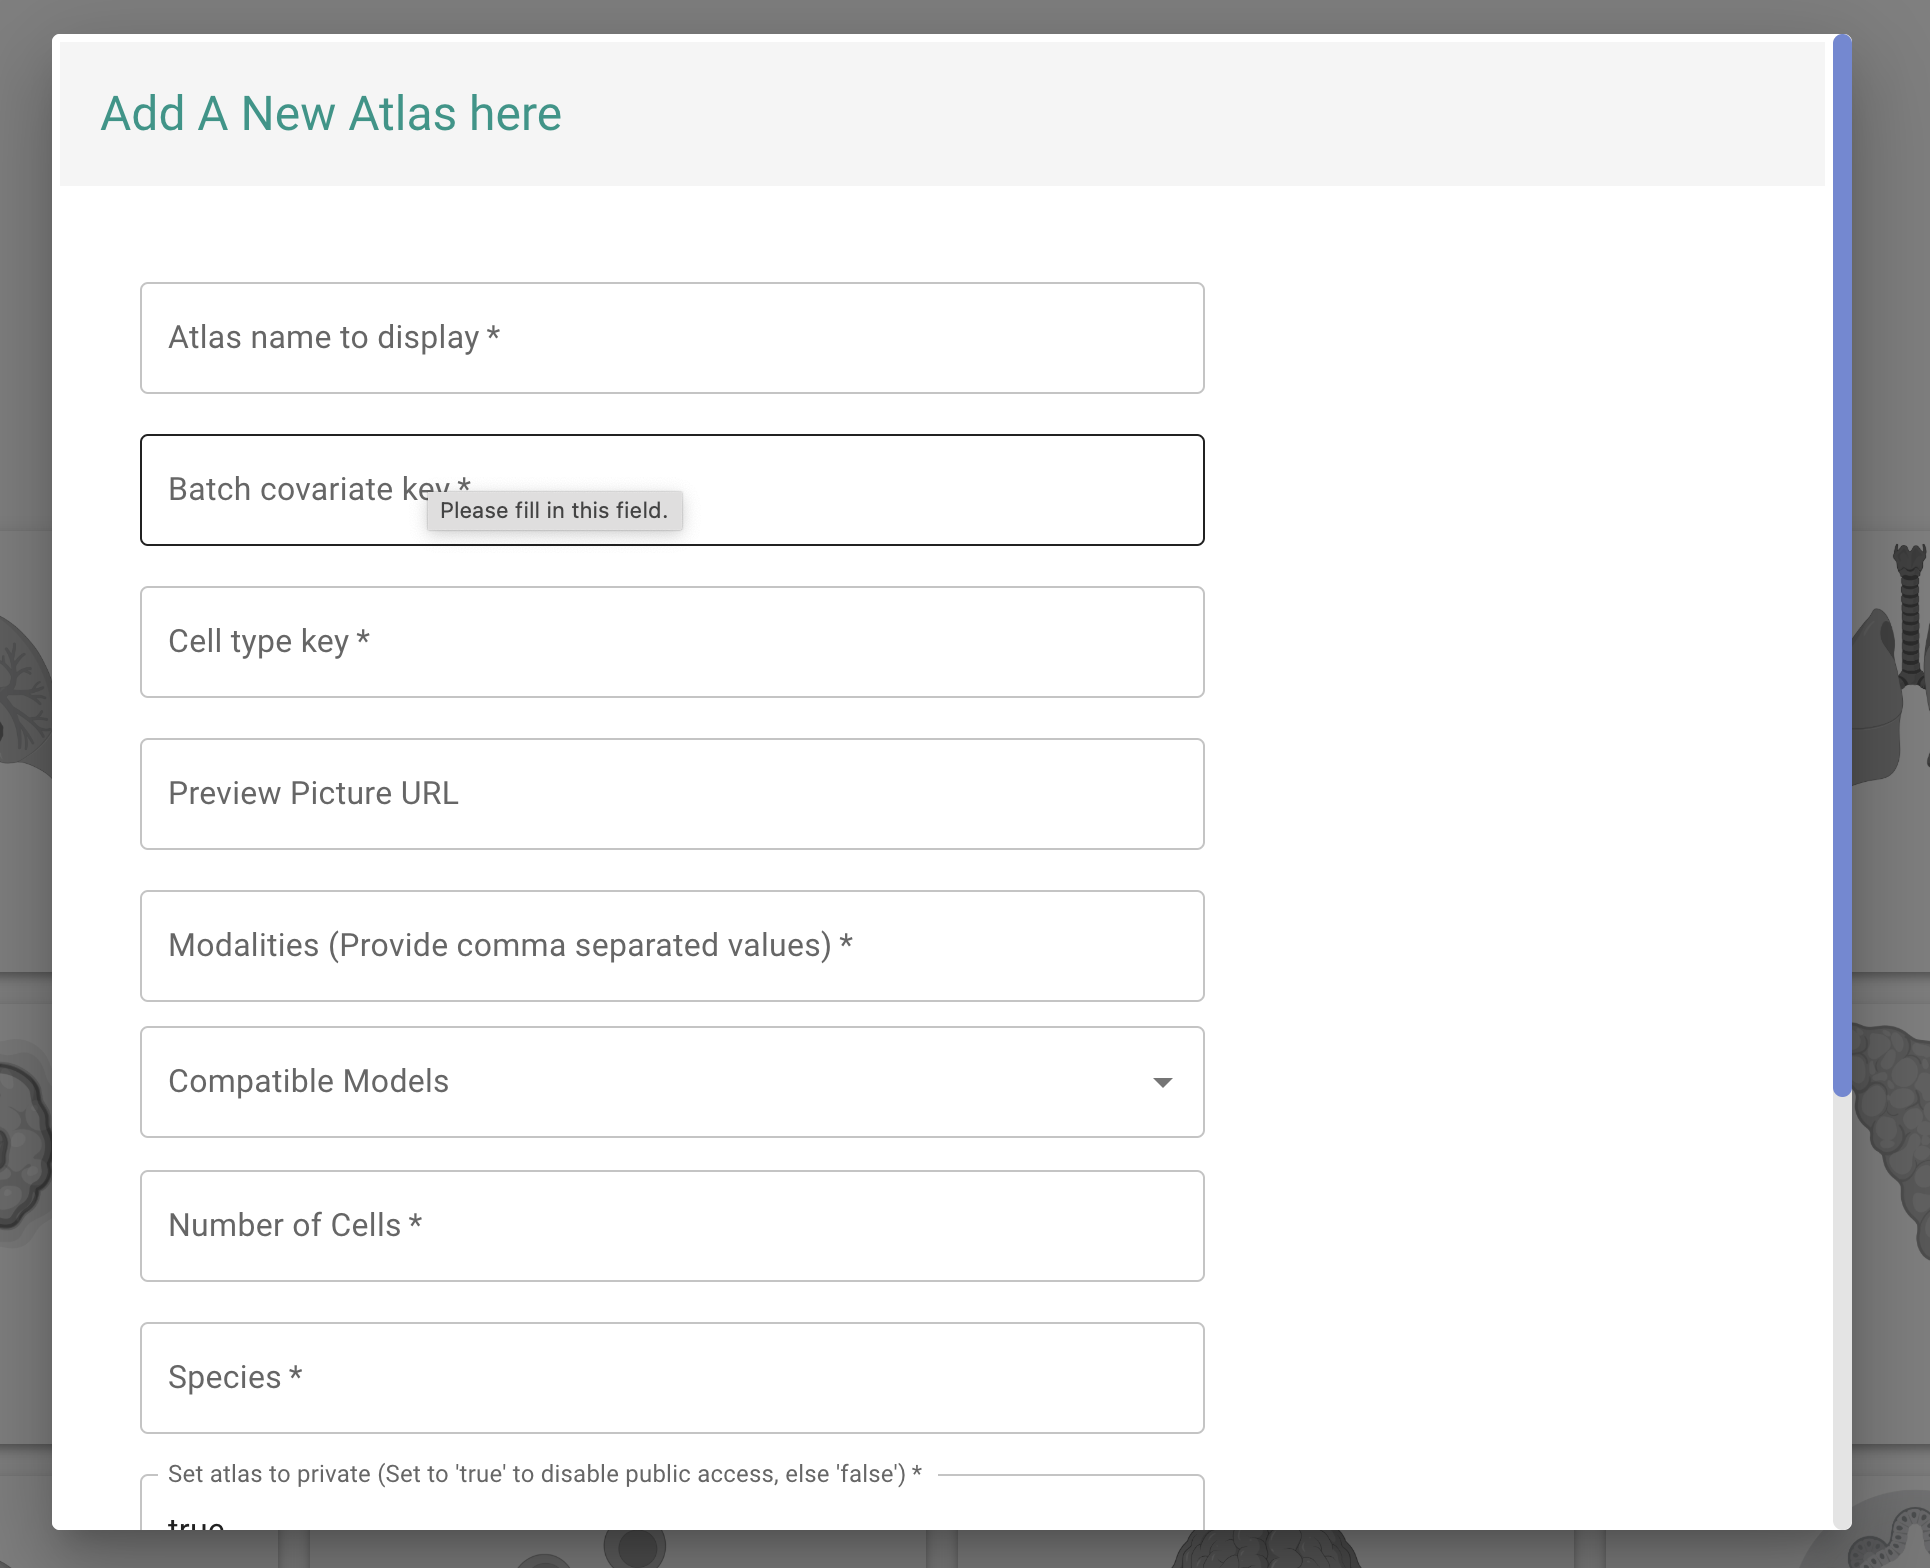 Add A New Atlas here
Atlas name to display *
Batch covariate key *
Please fill in this field.
Cell type key *
Preview Picture URL
Modalities (Provide comma separated values) *
Compatible Models
Number of Cells *
Species *
Set atlas to private (Set to 'true' to disable public access, else 'false') *
true